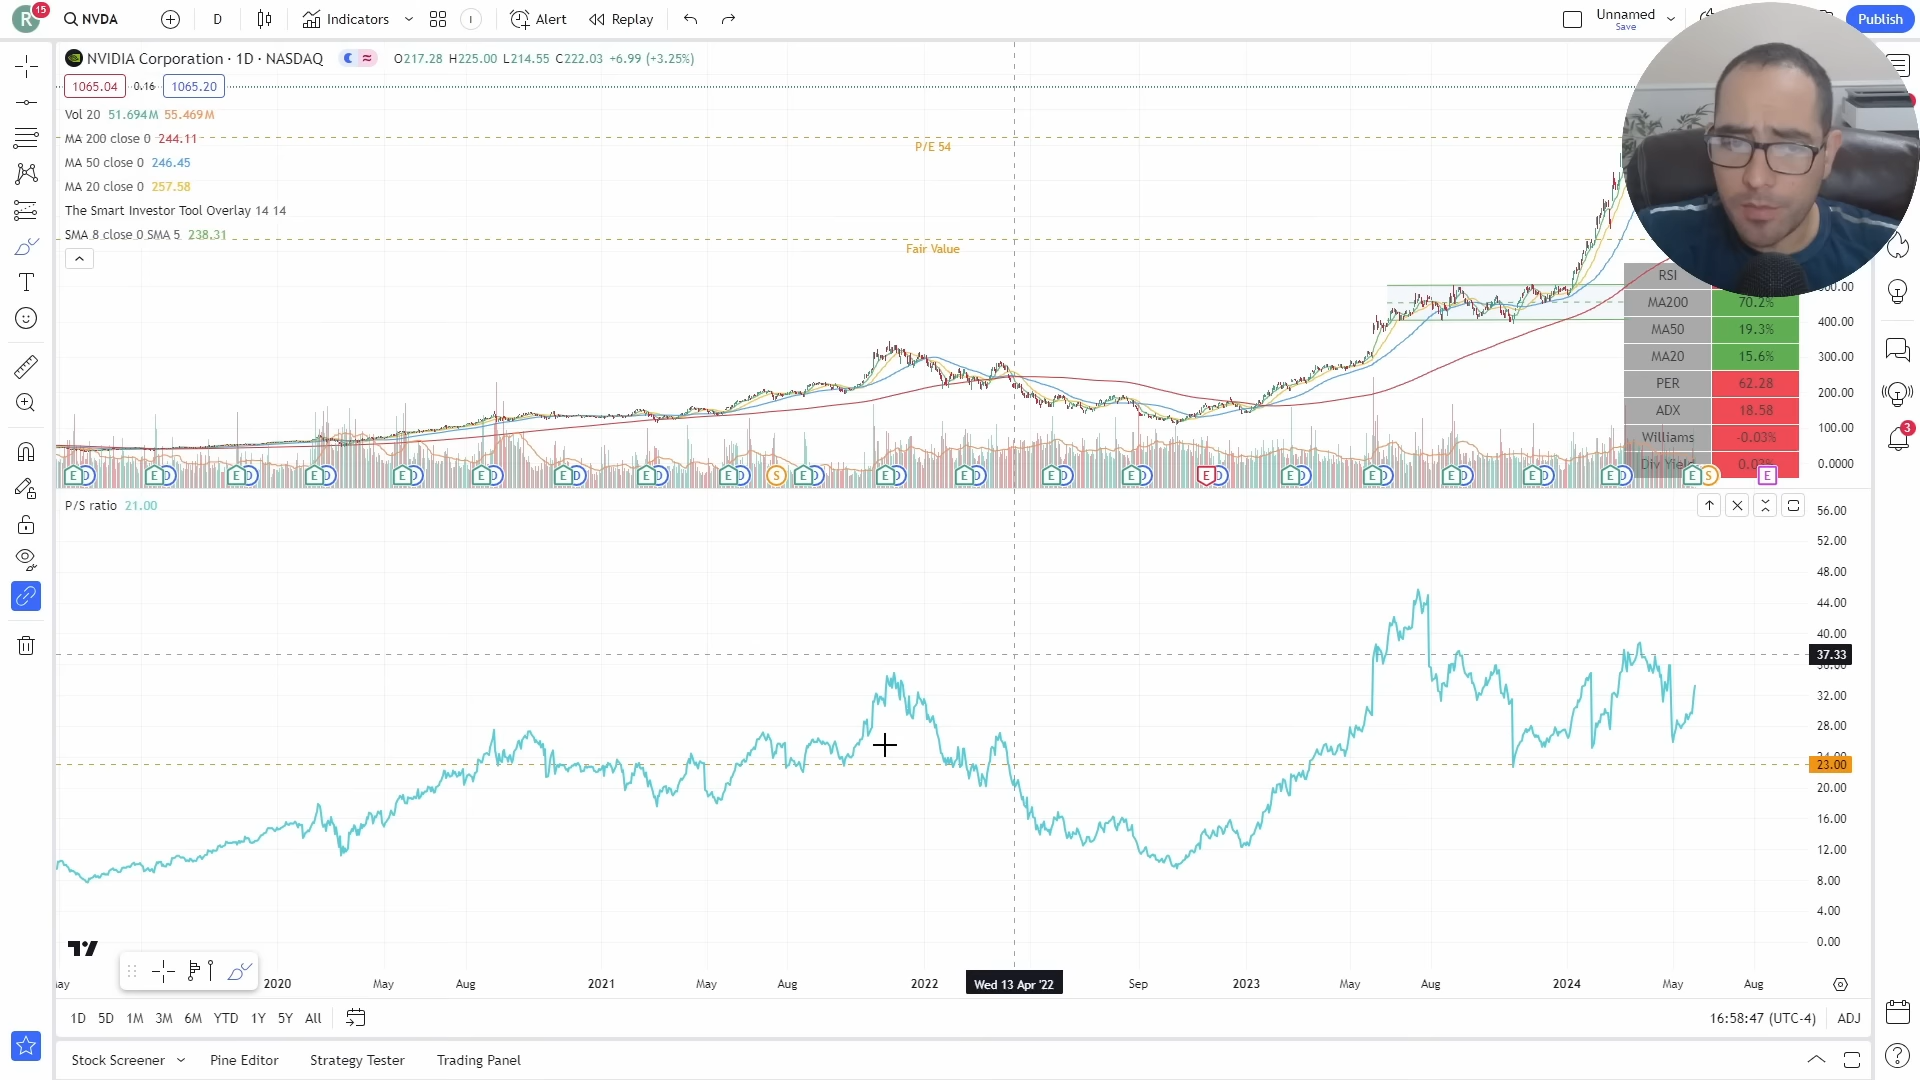 R 15 NVDA D Indicators Alert Replay Unnamed Publish
Save
NVIDIA Corporation · 1D · NASDAQ O217.28 H225.00 L214.55 C222.03 +6.99 (+3.25%)
1065.04 0.16 1065.20
Vol 20 51.694M 55.469M
MA 200 close 0 244.11
P/E 54
MA 50 close 0 246.45
MA 20 close 0 257.58
The Smart Investor Tool Overlay 14 14
SMA 8 close 0 SMA 5 238.31
Fair Value
RSI
MA200 70.2%
MA50 19.3%
MA20 15.6%
PER 62.28
ADX 18.58
Williams -0.03%
Div Yield 0.02%
400.00
300.00
200.00
100.00
0.0000
3
E D E D E D E D E D E D E D E D E D S E D E D E D E D E D E D E D E D E D E D E D E S E
P/S ratio 21.00
56.00
52.00
48.00
44.00
40.00
37.33
32.00
28.00
24.00
23.00
20.00
16.00
12.00
8.00
4.00
0.00
2020 May Aug 2021 May Aug 2022 Wed 13 Apr '22 Sep 2023 May Aug 2024 May Aug
1D 5D 1M 3M 6M YTD 1Y 5Y All 16:58:47 (UTC-4) ADJ
Stock Screener Pine Editor Strategy Tester Trading Panel